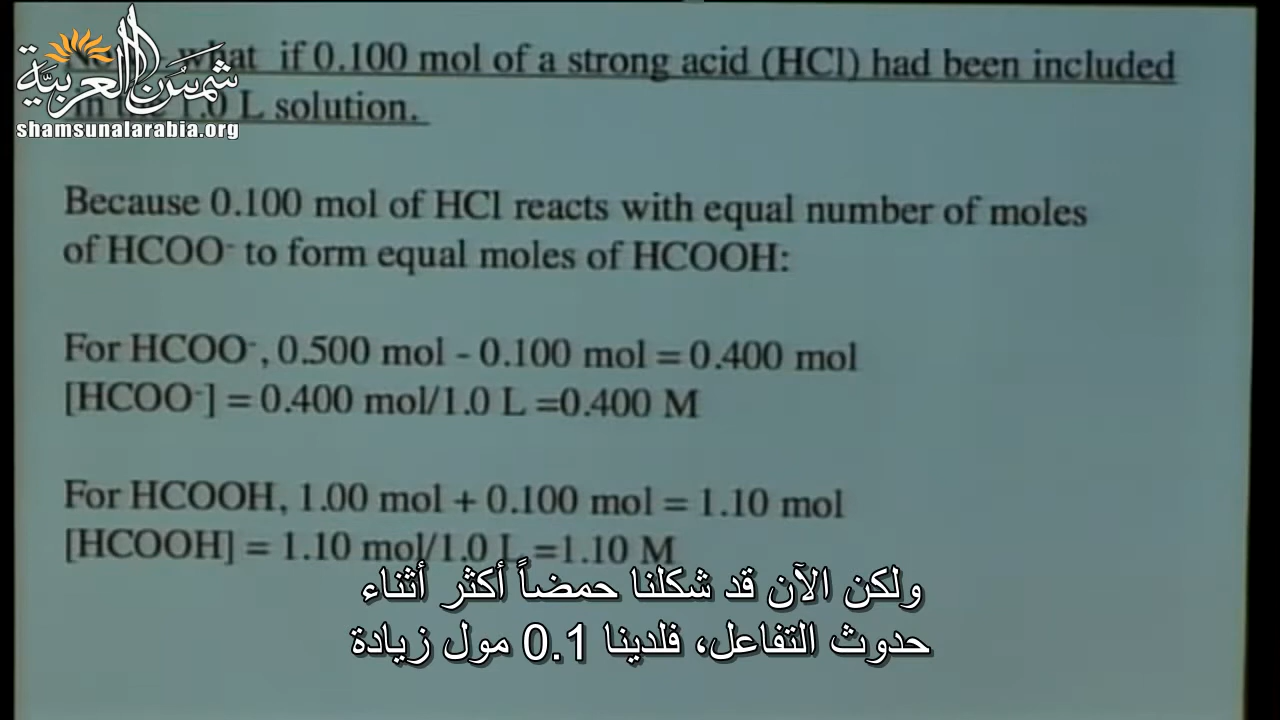 what if 0.100 mol of a strong acid (HCl) had been included
1.0 L solution.
شمس العربية
shamsunalarabia.org
Because 0.100 mol of HCl reacts with equal number of moles
of HCOO⁻ to form equal moles of HCOOH:
For HCOO⁻, 0.500 mol - 0.100 mol = 0.400 mol
[HCOO⁻] = 0.400 mol/1.0 L =0.400 M
For HCOOH, 1.00 mol + 0.100 mol = 1.10 mol
[HCOOH] = 1.10 mol/1.0 L =1.10 M
ولكن الآن قد شكلنا حمضاً أكثر أثناء
حدوث التفاعل، فلدينا 0.1 مول زيادة